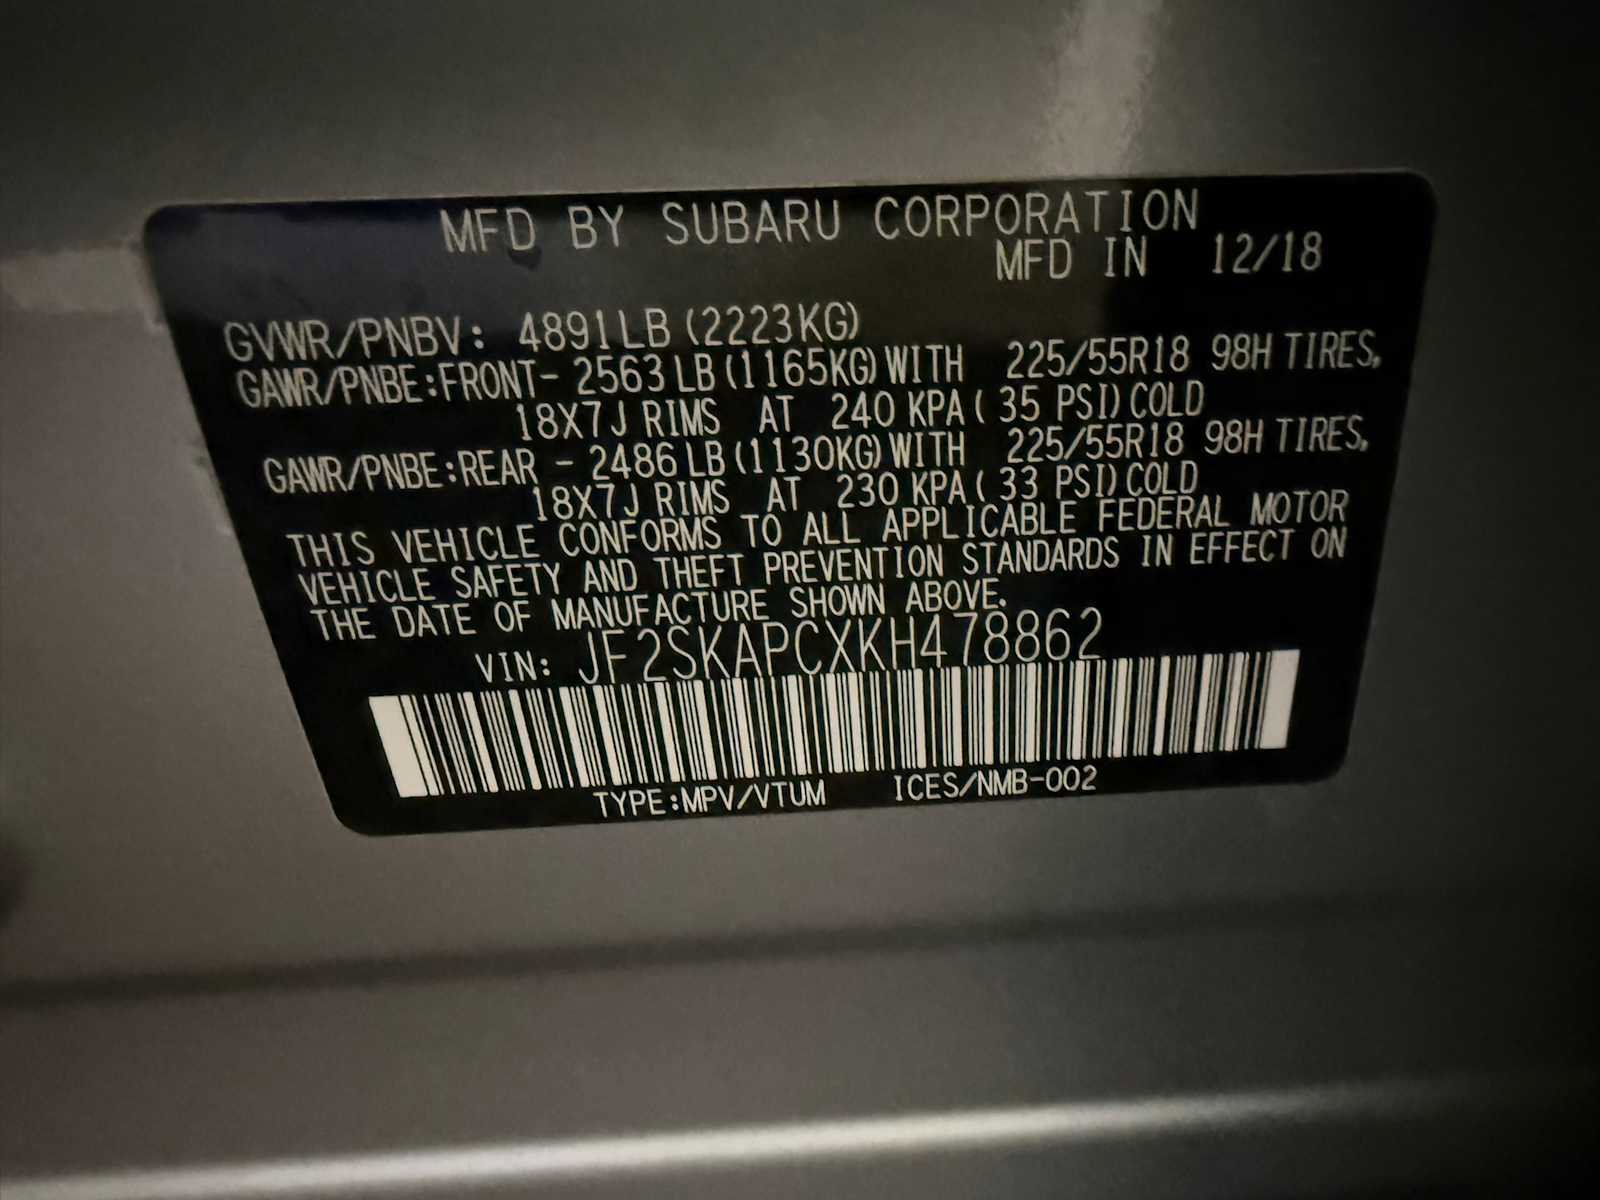 MFD BY SUBARU CORPORATION
MFD IN 12/18
GVWR/PNBV: 4891LB (2223KG)
GAWR/PNBE:FRONT- 2563LB(1165KG)WITH 225/55R18 98H TIRES,
18X7J RIMS AT 240 KPA( 35 PSI)COLD
GAWR/PNBE:REAR - 2486LB(1130KG)WITH 225/55R18 98H TIRES,
18X7J RIMS AT 230 KPA( 33 PSI)COLD
THIS VEHICLE CONFORMS TO ALL APPLICABLE FEDERAL MOTOR
VEHICLE SAFETY AND THEFT PREVENTION STANDARDS IN EFFECT ON
THE DATE OF MANUFACTURE SHOWN ABOVE.
VIN: JF2SKAPCXKH478862
TYPE:MPV/VTUM ICES/NMB-002